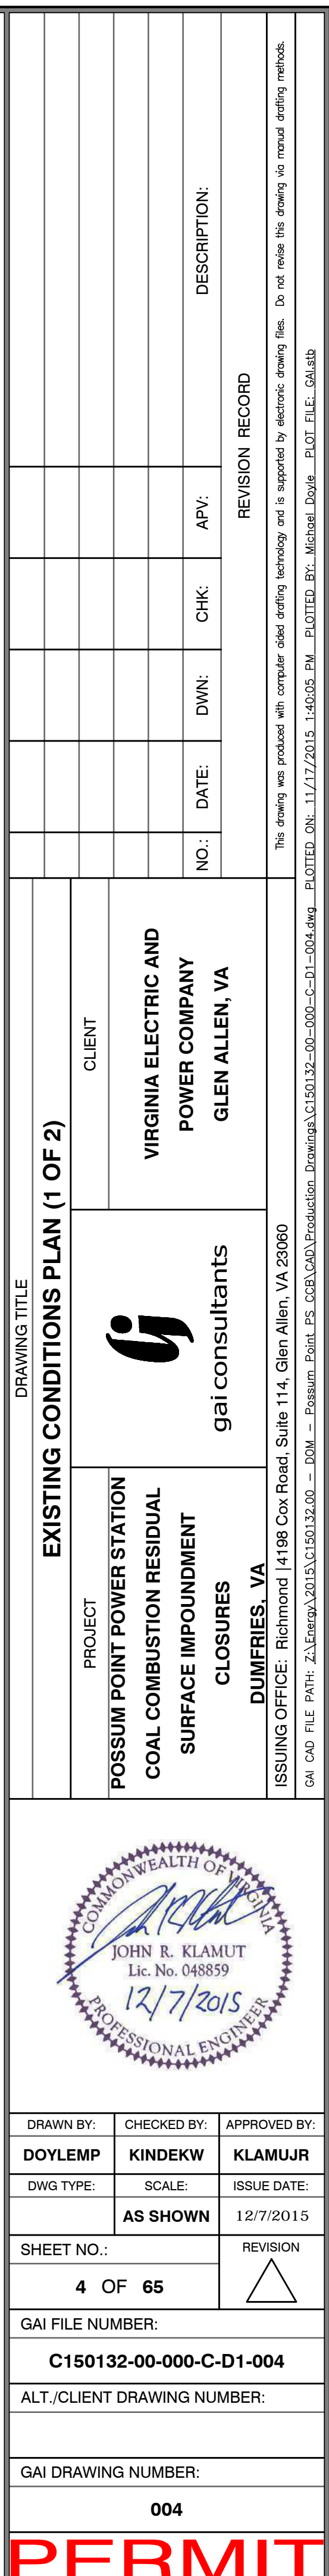 NO.: DATE: DWN: CHK: APV: DESCRIPTION:
REVISION RECORD
This drawing was produced with computer aided drafting technology and is supported by electronic drawing files. Do not revise this drawing via manual drafting methods.
DRAWING TITLE
EXISTING CONDITIONS PLAN (1 OF 2)
PROJECT
POSSUM POINT POWER STATION
COAL COMBUSTION RESIDUAL
SURFACE IMPOUNDMENT
CLOSURES
DUMFRIES, VA
gai consultants
CLIENT
VIRGINIA ELECTRIC AND
POWER COMPANY
GLEN ALLEN, VA
ISSUING OFFICE: Richmond |4198 Cox Road, Suite 114, Glen Allen, VA 23060
GAI CAD FILE PATH: Z:\Energy\2015\C150132.00 - DOM - Possum Point PS CCB\CAD\Production Drawings\C150132-00-000-C-D1-004.dwg PLOTTED ON: 11/17/2015 1:40:05 PM PLOTTED BY: Michael Doyle PLOT FILE: GAI.stb
COMMONWEALTH OF VIRGINIA
JOHN R. KLAMUT
Lic. No. 048859
12/7/2015
PROFESSIONAL ENGINEER
DRAWN BY: CHECKED BY: APPROVED BY:
DOYLEMP KINDEKW KLAMUJR
DWG TYPE: SCALE: ISSUE DATE:
AS SHOWN 12/7/2015
SHEET NO.: REVISION
4 OF 65
GAI FILE NUMBER:
C150132-00-000-C-D1-004
ALT./CLIENT DRAWING NUMBER:
GAI DRAWING NUMBER:
004
PERMIT